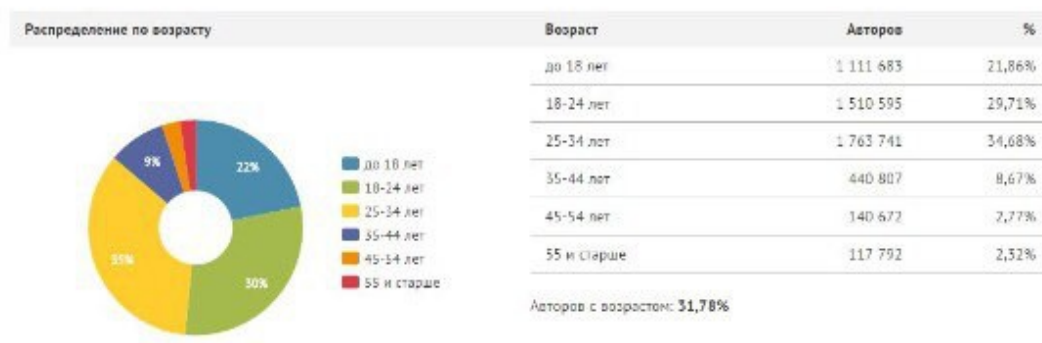 Распределение по возрасту
Возраст Авторов %
до 18 лет 1 111 683 21,86%
18-24 лет 1 510 595 29,71%
25-34 лет 1 763 741 34,68%
35-44 лет 440 807 8,67%
45-54 лет 140 672 2,77%
55 и старше 117 792 2,32%
Авторов с возрастом: 31,78%
9%
22%
35%
30%
до 18 лет
18-24 лет
25-34 лет
35-44 лет
45-54 лет
55 и старше